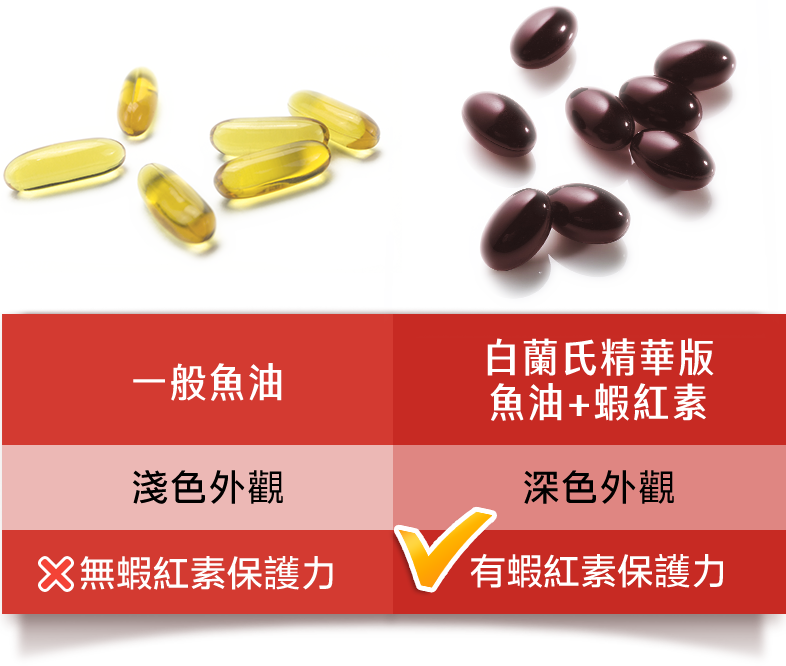 一般魚油
白蘭氏精華版
魚油+蝦紅素
淺色外觀
深色外觀
無蝦紅素保護力
有蝦紅素保護力